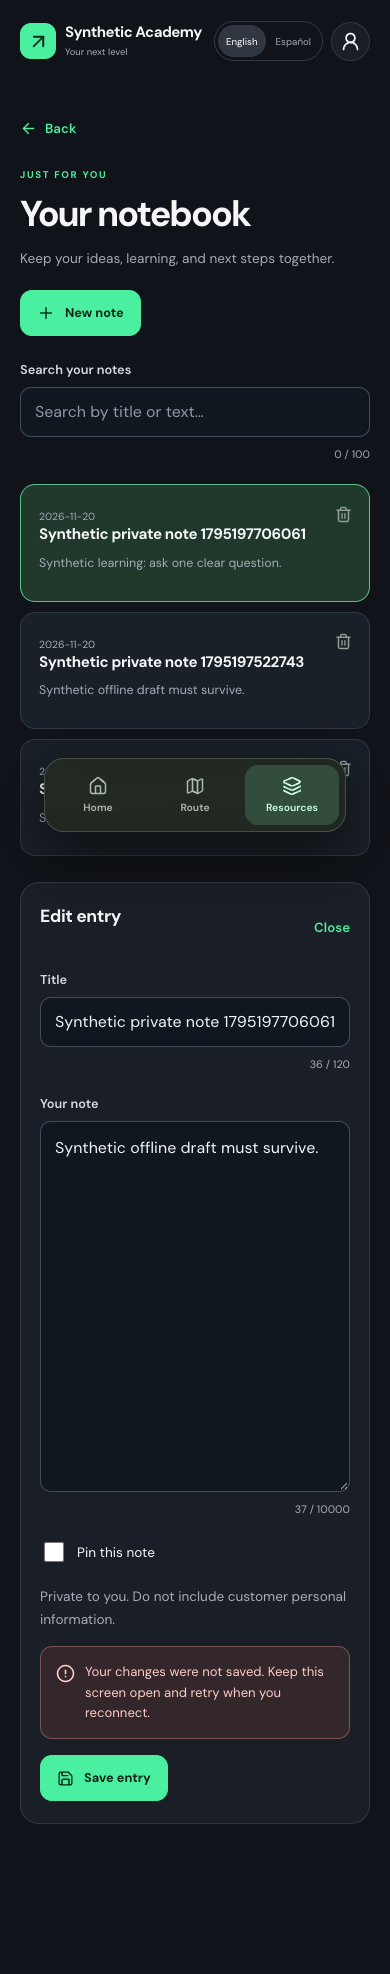 Synthetic Academy
Your next level
English
Español
Back
JUST FOR YOU
Your notebook
Keep your ideas, learning, and next steps together.
New note
Search your notes
Search by title or text...
0 / 100
2026-11-20
Synthetic private note 1795197706061
Synthetic learning: ask one clear question.
2026-11-20
Synthetic private note 1795197522743
Synthetic offline draft must survive.
Home
Route
Resources
Edit entry
Close
Title
Synthetic private note 1795197706061
36 / 120
Your note
Synthetic offline draft must survive.
37 / 10000
Pin this note
Private to you. Do not include customer personal
information.
Your changes were not saved. Keep this
screen open and retry when you
reconnect.
Save entry